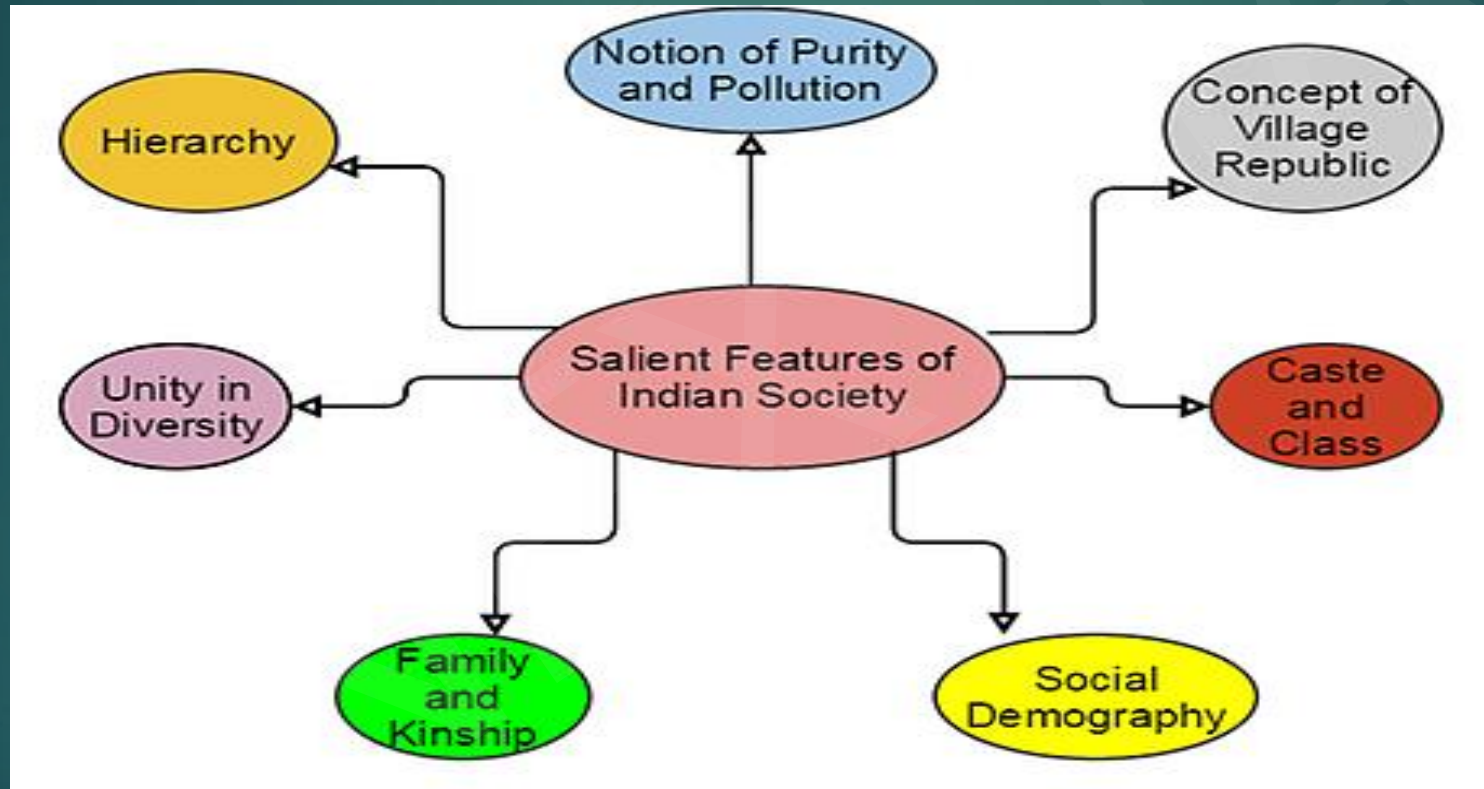 Notion of Purity
and Pollution
Hierarchy
Concept of
Village
Republic
Salient Features of
Indian Society
Unity in
Diversity
Caste
and
Class
Family
and
Kinship
Social
Demography